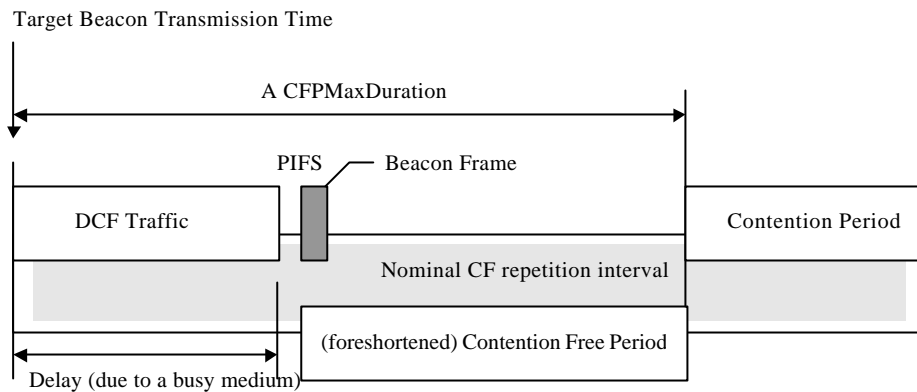 Target Beacon Transmission Time
A CFPMaxDuration
PIFS
Beacon Frame
DCF Traffic
Contention Period
Nominal CF repetition interval
(foreshortened) Contention Free Period
Delay (due to a busy medium)